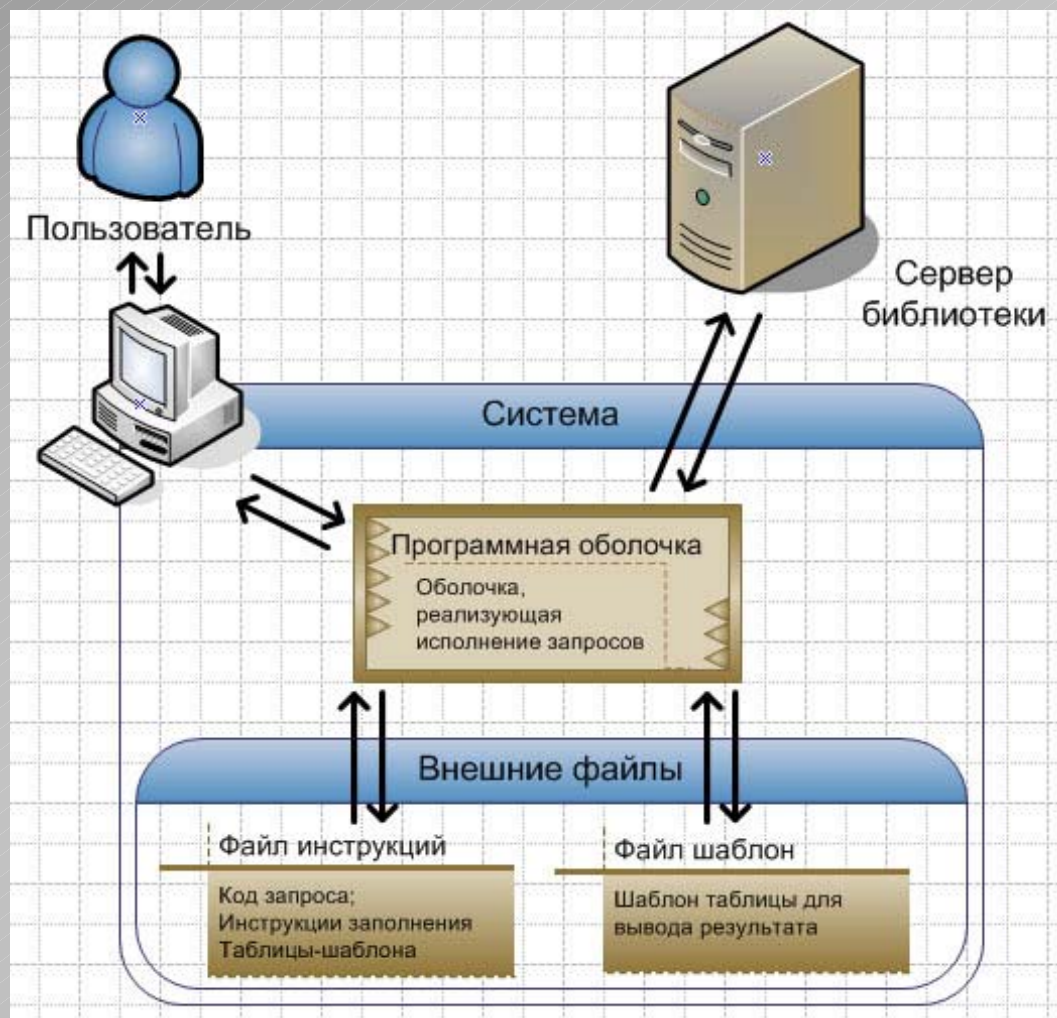 Пользователь
Сервер
библиотеки
Система
Программная оболочка
Оболочка,
реализующая
исполнение запросов
Внешние файлы
Файл инструкций
Код запроса;
Инструкции заполнения
Таблицы-шаблона
Файл шаблон
Шаблон таблицы для
вывода результата